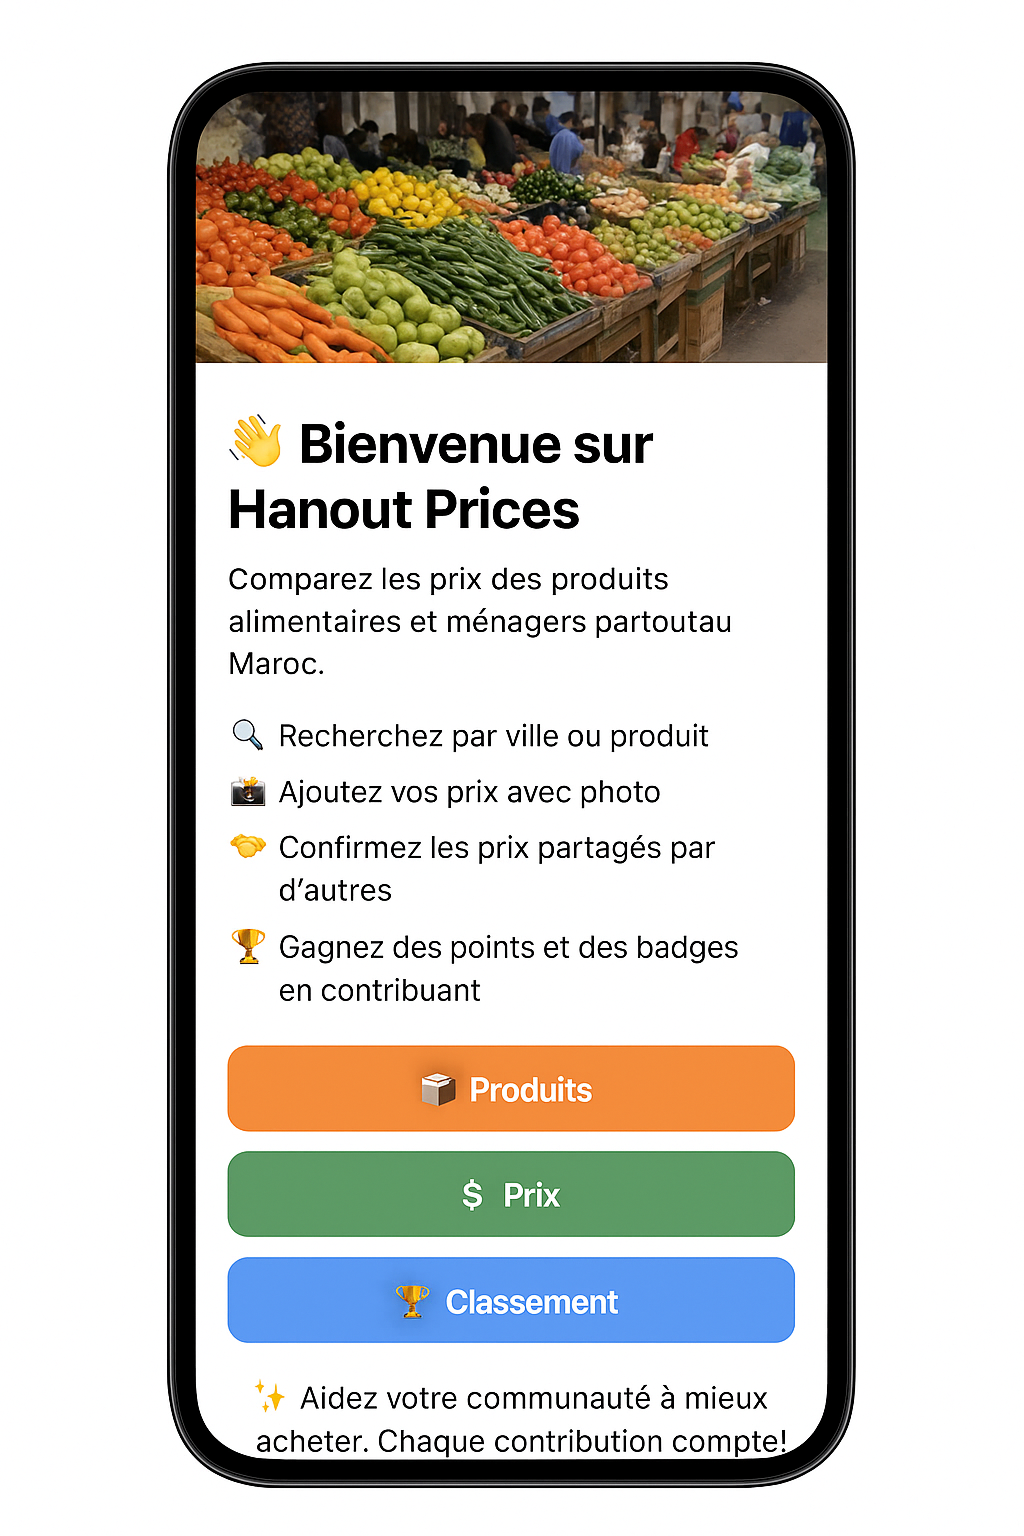 👋 Bienvenue sur
Hanout Prices
Comparez les prix des produits
alimentaires et ménagers partoutau
Maroc.
Recherchez par ville ou produit
Ajoutez vos prix avec photo
Confirmez les prix partagés par
d’autres
Gagnez des points et des badges
en contribuant
Produits
$ Prix
Classement
✨ Aidez votre communauté à mieux
acheter. Chaque contribution compte!